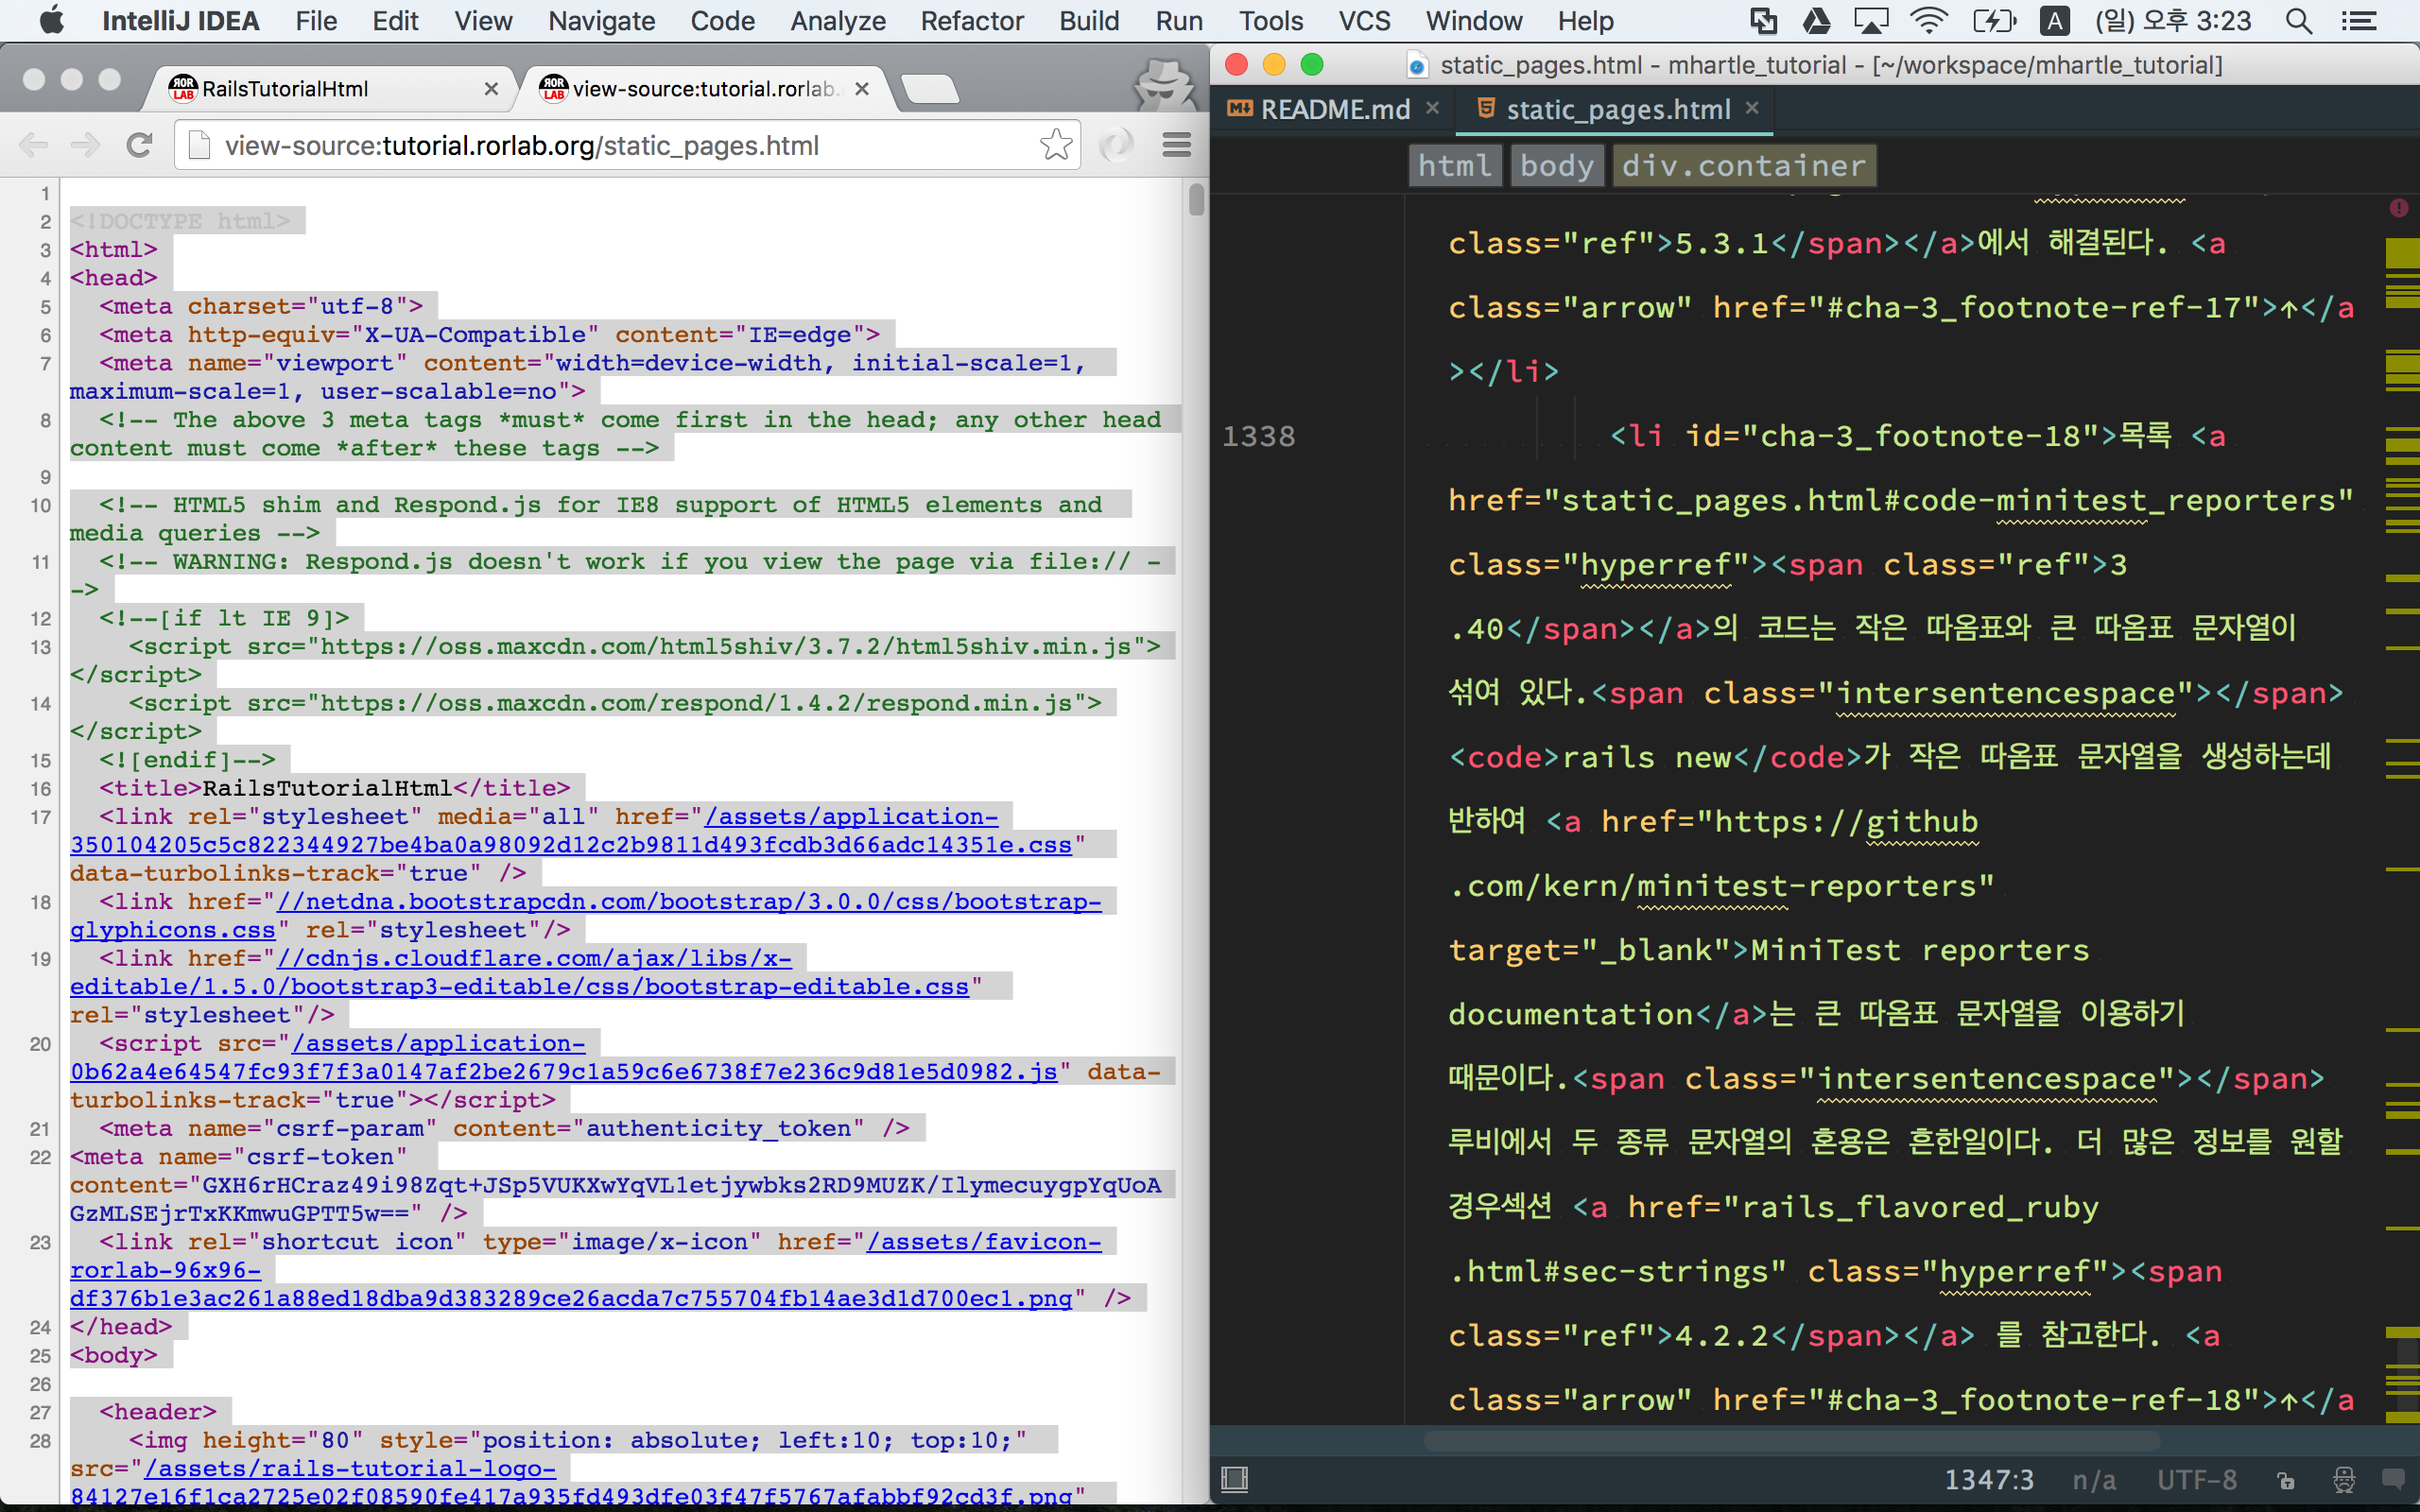 IntelliJ IDEA File Edit View Navigate Code Analyze Refactor Build Run Tools VCS Window Help A (일) 오후 3:23
RailsTutorialHtml
view-source:tutorial.rorlab.
view-source:tutorial.rorlab.org/static_pages.html
1
2 <!DOCTYPE html>
3 <html>
4 <head>
5 <meta charset="utf-8">
6 <meta http-equiv="X-UA-Compatible" content="IE=edge">
7 <meta name="viewport" content="width=device-width, initial-scale=1,
maximum-scale=1, user-scalable=no">
8 <!-- The above 3 meta tags *must* come first in the head; any other head
content must come *after* these tags -->
9
10 <!-- HTML5 shim and Respond.js for IE8 support of HTML5 elements and
media queries -->
11 <!-- WARNING: Respond.js doesn't work if you view the page via file:// -
->
12 <!--[if lt IE 9]>
13 <script src="https://oss.maxcdn.com/html5shiv/3.7.2/html5shiv.min.js">
</script>
14 <script src="https://oss.maxcdn.com/respond/1.4.2/respond.min.js">
</script>
15 <![endif]-->
16 <title>RailsTutorialHtml</title>
17 <link rel="stylesheet" media="all" href="/assets/application-
350104205c5c822344927be4ba0a98092d12c2b9811d493fcdb3d66adc14351e.css"
data-turbolinks-track="true" />
18 <link href="//netdna.bootstrapcdn.com/bootstrap/3.0.0/css/bootstrap-
glyphicons.css" rel="stylesheet"/>
19 <link href="//cdnjs.cloudflare.com/ajax/libs/x-
editable/1.5.0/bootstrap3-editable/css/bootstrap-editable.css"
rel="stylesheet"/>
20 <script src="/assets/application-
0b62a4e64547fc93f7f3a0147af2be2679c1a59c6e6738f7e236c9d81e5d0982.js" data-
turbolinks-track="true"></script>
21 <meta name="csrf-param" content="authenticity_token" />
22 <meta name="csrf-token"
content="GXH6rHCraz49i98Zqt+JSp5VUKXwYqVL1etjywbks2RD9MUZK/IlymecuygpYqUoA
GzMLSEjrTxKKmwuGPTT5w==" />
23 <link rel="shortcut icon" type="image/x-icon" href="/assets/favicon-
rorlab-96x96-
df376b1e3ac261a88ed18dba9d383289ce26acda7c755704fb14ae3d1d700ec1.png" />
24 </head>
25 <body>
26
27 <header>
28 <img height="80" style="position: absolute; left:10; top:10;"
src="/assets/rails-tutorial-logo-
84127e16f1ca2725e02f08590fe417a935fd493dfe03f47f5767afabbf92cd3f.png"
static_pages.html - mhartle_tutorial - [~/workspace/mhartle_tutorial]
README.md
static_pages.html
html body div.container
class="ref">5.3.1</span></a>에서 해결된다. <a
class="arrow" href="#cha-3_footnote-ref-17">↑</a
></li>
1338 <li id="cha-3_footnote-18">목록 <a
href="static_pages.html#code-minitest_reporters"
class="hyperref"><span class="ref">3
.40</span></a>의 코드는 작은 따옴표와 큰 따옴표 문자열이
섞여 있다.<span class="intersentencespace"></span>
<code>rails new</code>가 작은 따옴표 문자열을 생성하는데
반하여 <a href="https://github
.com/kern/minitest-reporters"
target="_blank">MiniTest reporters
documentation</a>는 큰 따옴표 문자열을 이용하기
때문이다.<span class="intersentencespace"></span>
루비에서 두 종류 문자열의 혼용은 흔한일이다. 더 많은 정보를 원할
경우섹션 <a href="rails_flavored_ruby
.html#sec-strings" class="hyperref"><span
class="ref">4.2.2</span></a> 를 참고한다. <a
class="arrow" href="#cha-3_footnote-ref-18">↑</a
1347:3 n/a UTF-8